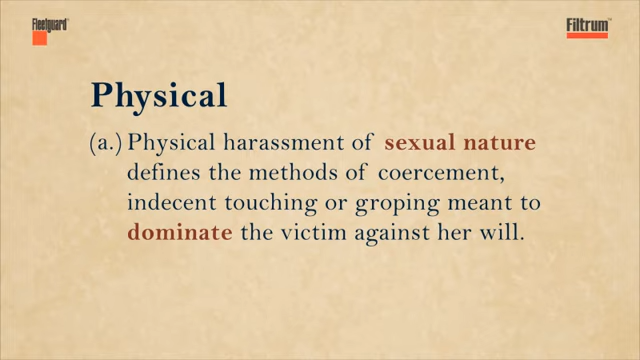 Fleetguard®
Filtrum™
Physical
(a.) Physical harassment of sexual nature
defines the methods of coercement,
indecent touching or groping meant to
dominate the victim against her will.